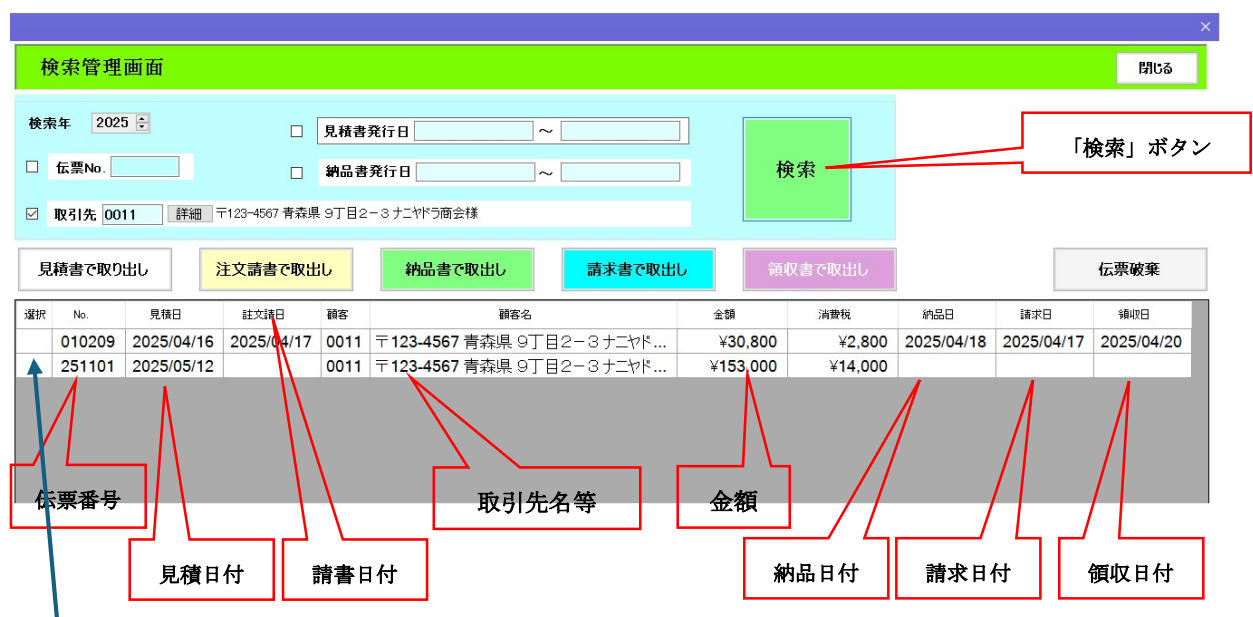 ×
検索管理画面 閉じる
検索年 2025 見積書発行日 ～
「検索」ボタン
伝票No. 納品書発行日 ～ 検索
取引先 0011 詳細 〒123-4567 青森県 9丁目2－3 ナニヤドラ商会様
見積書で取り出し 注文請書で取出し 納品書で取出し 請求書で取出し 領収書で取出し 伝票破棄
選択 No. 見積日 註文請日 顧客 顧客名 金額 消費税 納品日 請求日 領収日
010209 2025/04/16 2025/04/17 0011 〒123-4567 青森県 9丁目2－3 ナニヤド... ¥30,800 ¥2,800 2025/04/18 2025/04/17 2025/04/20
251101 2025/05/12 0011 〒123-4567 青森県 9丁目2－3 ナニヤド... ¥153,000 ¥14,000
伝票番号 取引先名等 金額
見積日付 請書日付 納品日付 請求日付 領収日付